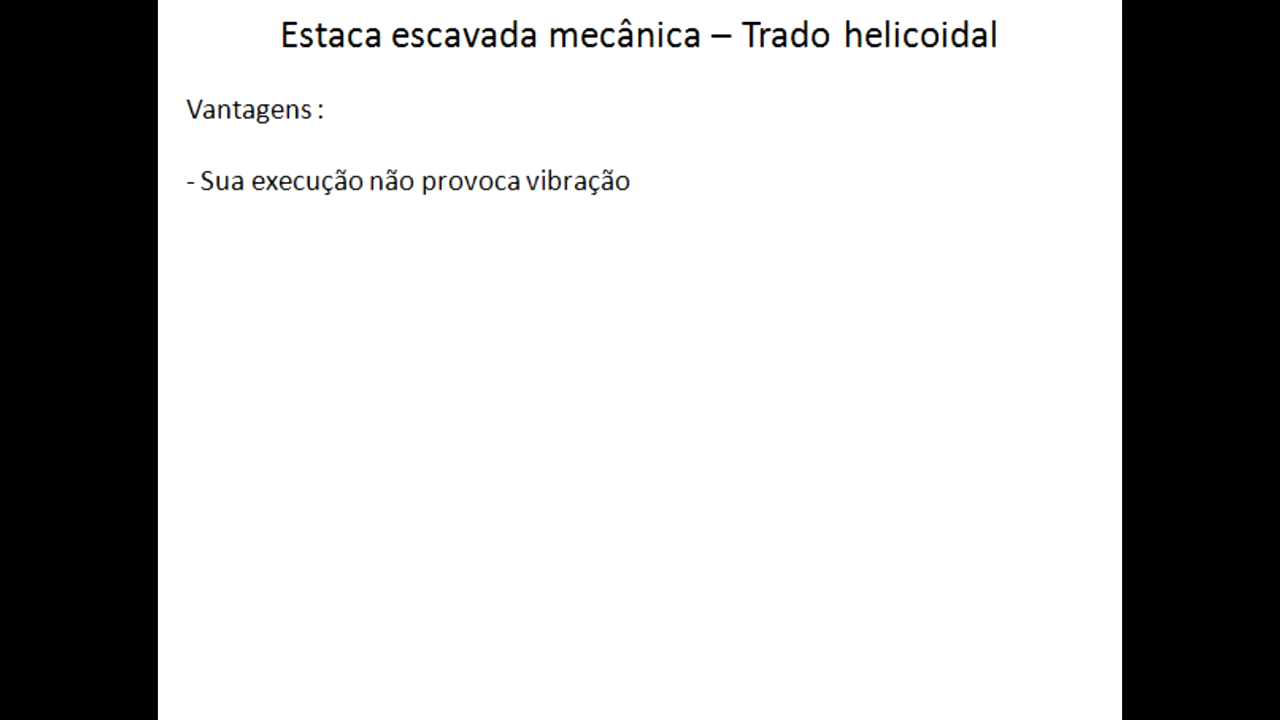 Estaca escavada mecânica – Trado helicoidal
Vantagens :
- Sua execução não provoca vibração